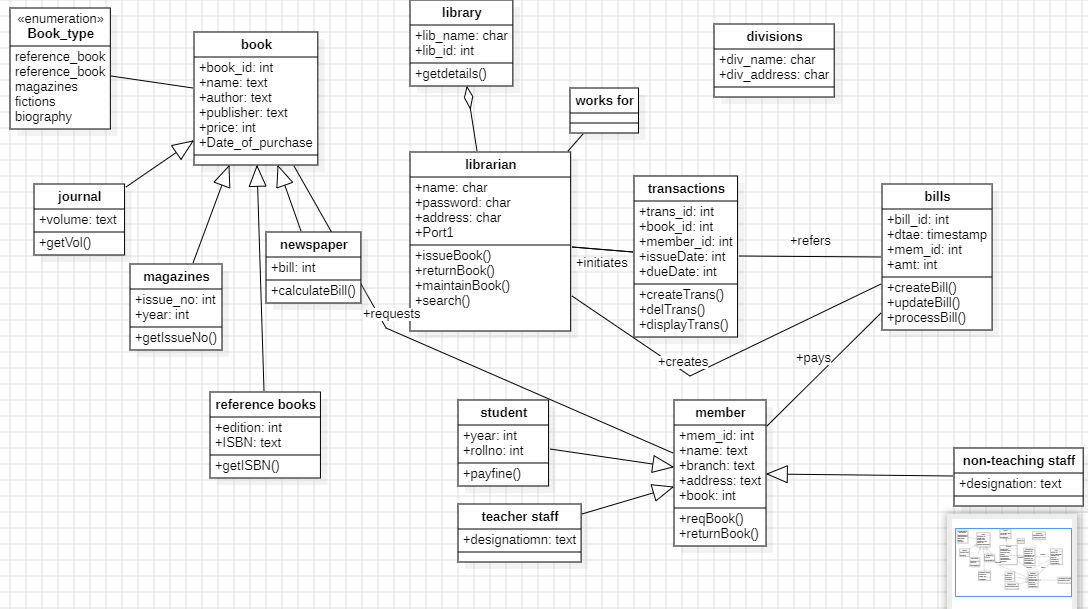 «enumeration»
Book_type
reference_book
reference_book
magazines
fictions
biography
book
+book_id: int
+name: text
+author: text
+publisher: text
+price: int
+Date_of_purchase
library
+lib_name: char
+lib_id: int
+getdetails()
divisions
+div_name: char
+div_address: char
works for
librarian
+name: char
+password: char
+address: char
+Port1
+issueBook()
+returnBook()
+maintainBook()
+search()
transactions
+trans_id: int
+book_id: int
+member_id: int
+issueDate: int
+dueDate: int
+createTrans()
+delTrans()
+displayTrans()
bills
+bill_id: int
+dtae: timestamp
+mem_id: int
+amt: int
+createBill()
+updateBill()
+processBill()
journal
+volume: text
+getVol()
magazines
+issue_no: int
+year: int
+getIssueNo()
newspaper
+bill: int
+calculateBill()
+requests
+initiates
+refers
+creates
+pays
reference books
+edition: int
+ISBN: text
+getISBN()
student
+year: int
+rollno: int
+payfine()
teacher staff
+designatiomn: text
member
+mem_id: int
+name: text
+branch: text
+address: text
+book: int
+reqBook()
+returnBook()
non-teaching staff
+designation: text